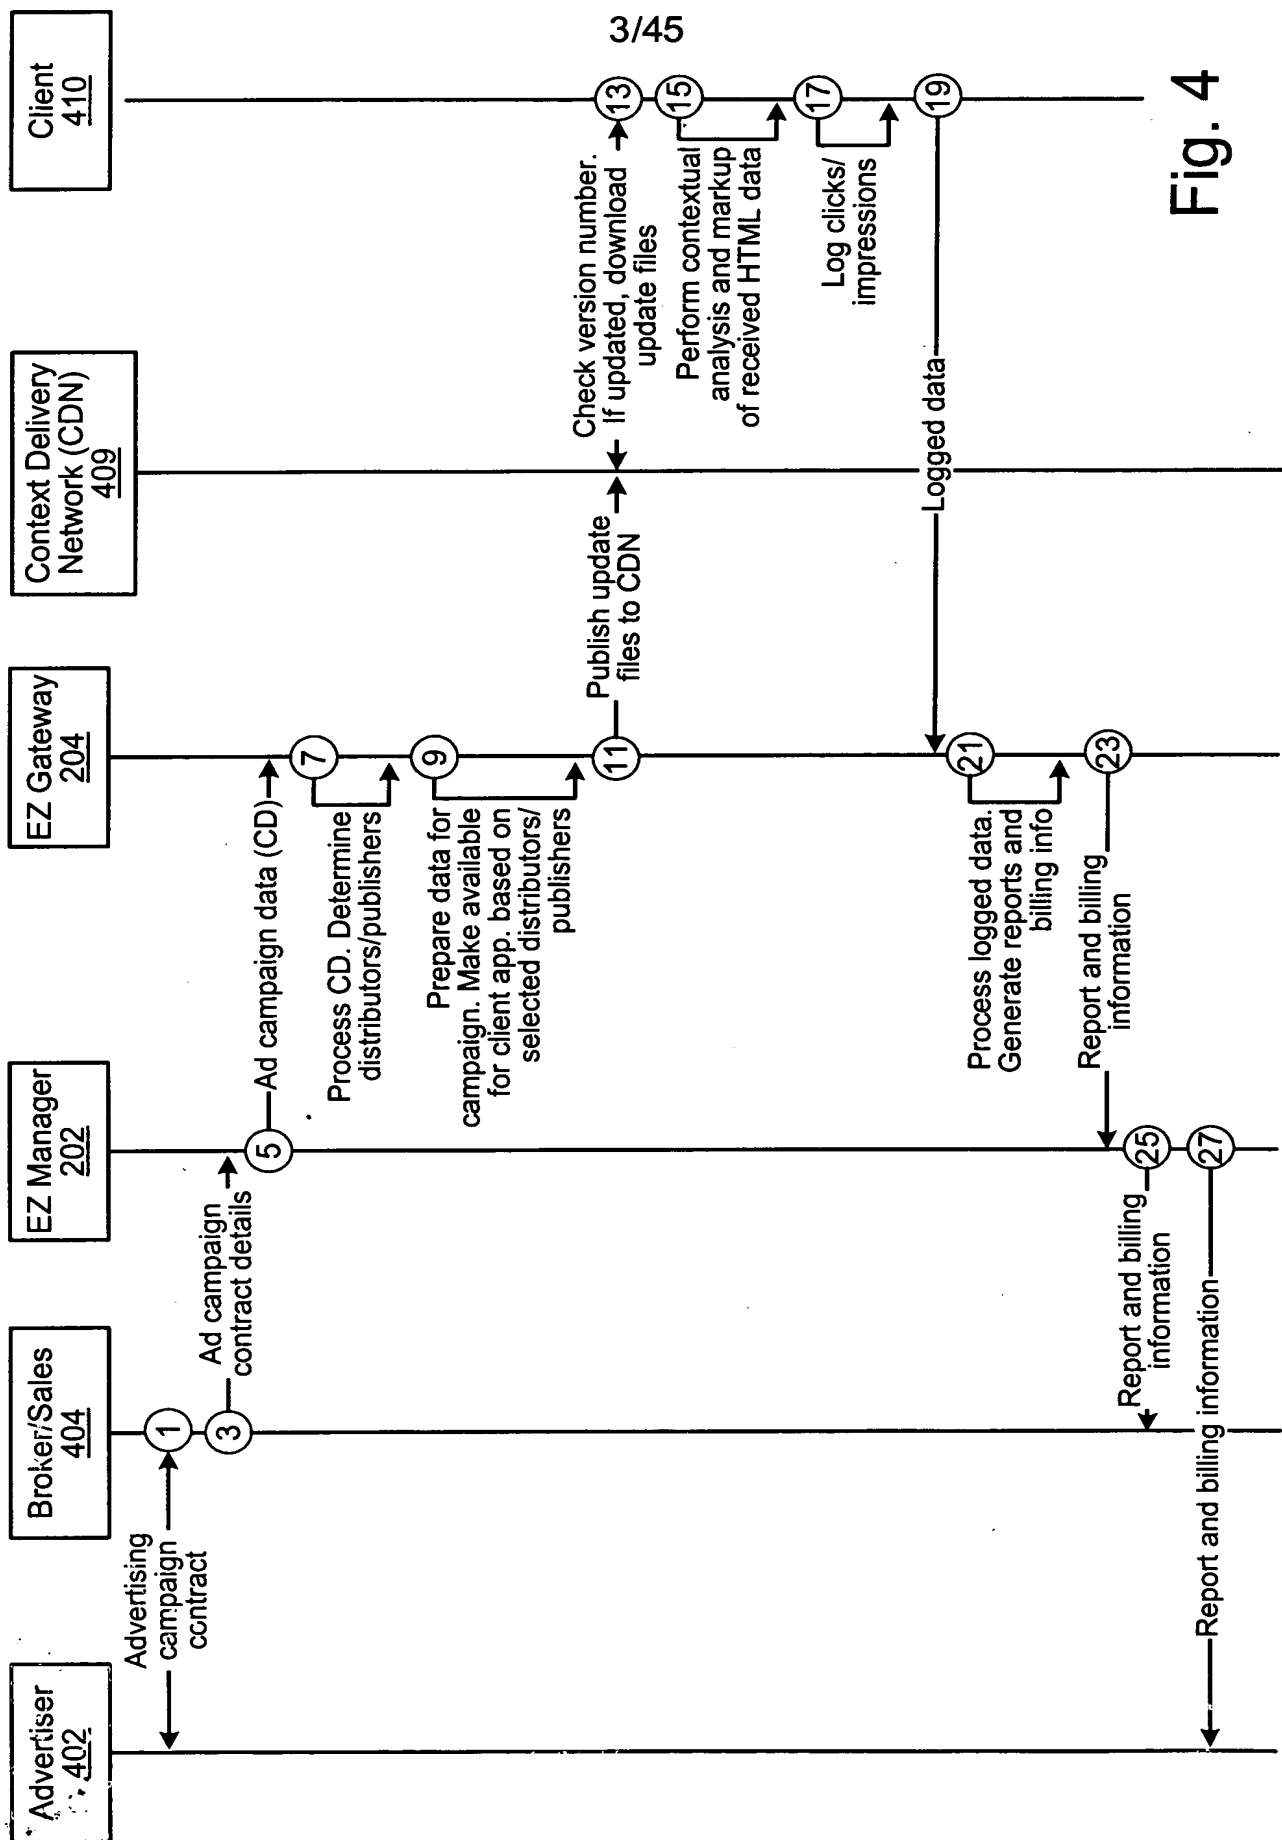 3/45
Advertiser
402
Broker/Sales
404
EZ Manager
202
EZ Gateway
204
Context Delivery
Network (CDN)
409
Client
410
Advertising
campaign
contract
1
3
Ad campaign
contract details
5
Ad campaign data (CD)
7
Process CD. Determine
distributors/publishers
9
Prepare data for
campaign. Make available
for client app. based on
selected distributors/
publishers
11
Publish update
files to CDN
Check version number.
If updated, download
update files
13
15
Perform contextual
analysis and markup
of received HTML data
17
Log clicks/
impressions
19
Logged data
21
Process logged data.
Generate reports and
billing info
23
Report and billing
information
25
Report and billing
information
27
Report and billing information
Fig. 4